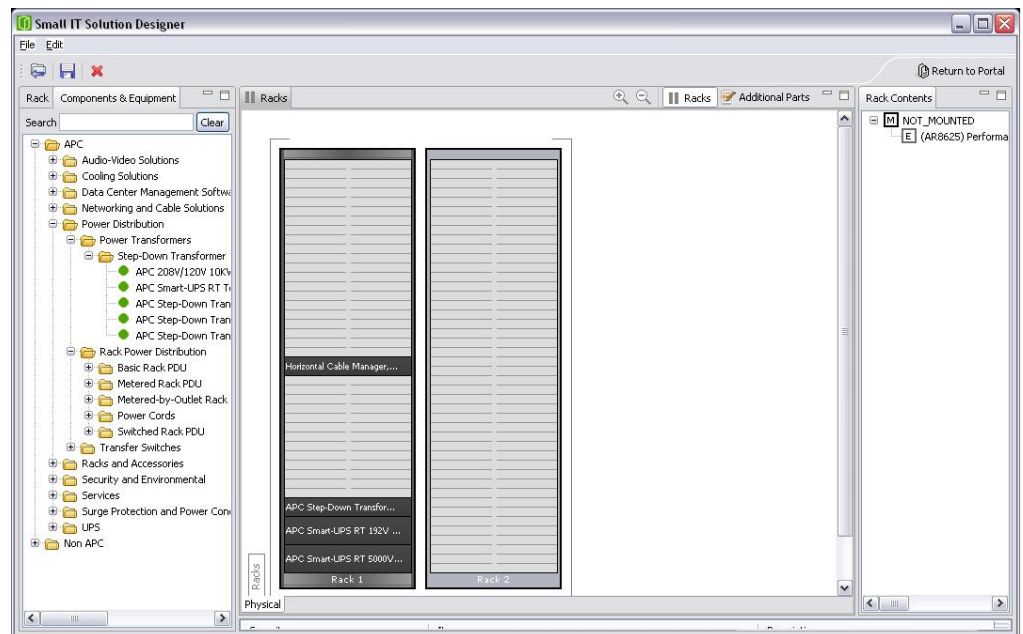 Small IT Solution Designer
File Edit
Return to Portal
Rack Components & Equipment
Search Clear
APC
Audio-Video Solutions
Cooling Solutions
Data Center Management
Networking and Cable Solutions
Power Distribution
Power Transformers
Step-Down Transformer
APC 208V/120V
APC Smart-UPS RT
APC Step-Down
APC Step-Down
APC Step-Down
Rack Power Distribution
Basic Rack PDU
Metered Rack PDU
Metered-by-Outlet Rack
Power Cords
Switched Rack PDU
Transfer Switches
Racks and Accessories
Security and Environmental
Services
Surge Protection and Power
UPS
Non APC
Racks
Racks Additional Parts
Horizontal Cable Manager,...
APC Step-Down Transfor...
APC Smart-UPS RT 192V ...
APC Smart-UPS RT 5000V...
Rack 1
Rack 2
Racks
Physical
Rack Contents
M NOT_MOUNTED
E (AR8625) Performa